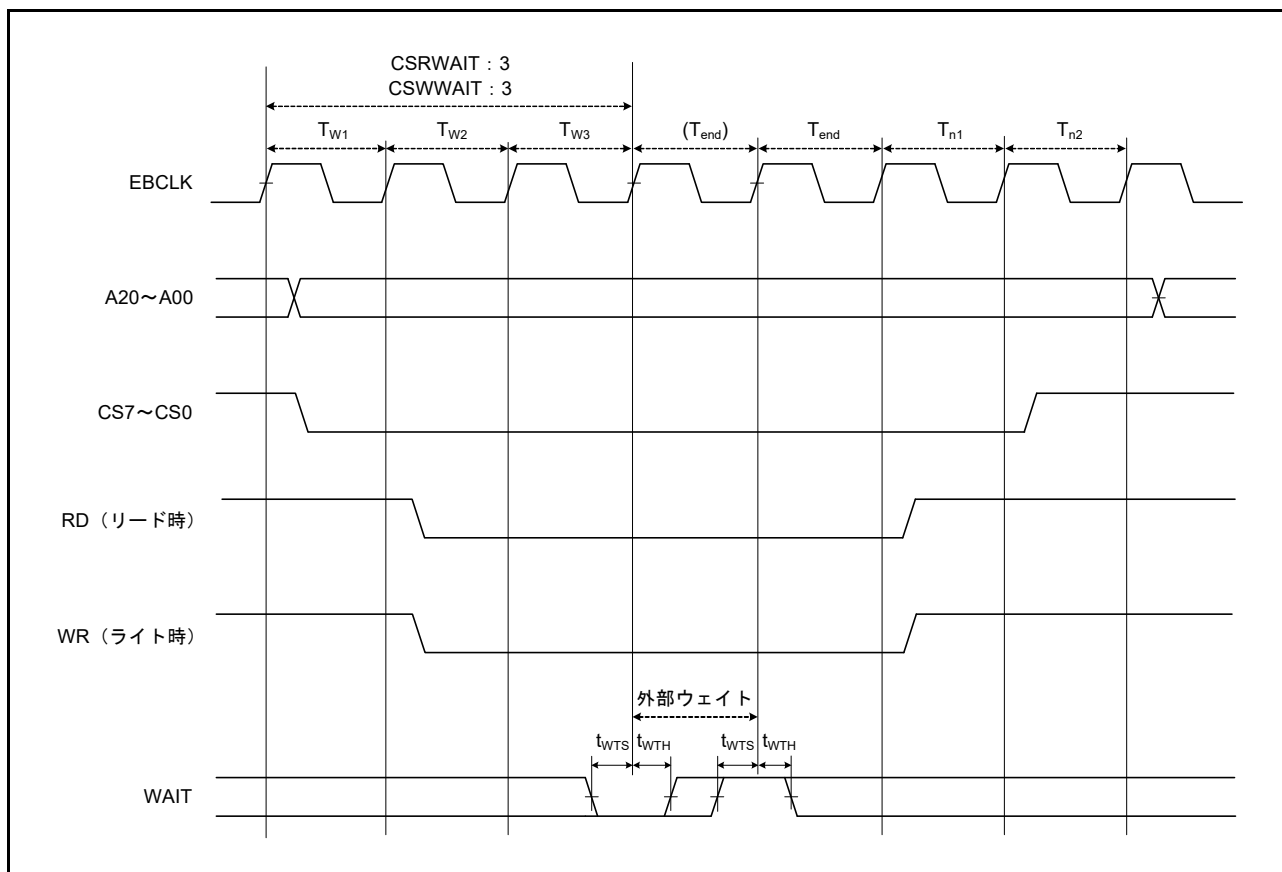 CSRWAIT：3
CSWWAIT：3
TW1 TW2 TW3 (Tend) Tend Tn1 Tn2
EBCLK
A20～A00
CS7～CS0
RD（リード時）
WR（ライト時）
外部ウェイト
tWTS tWTH tWTS tWTH
WAIT